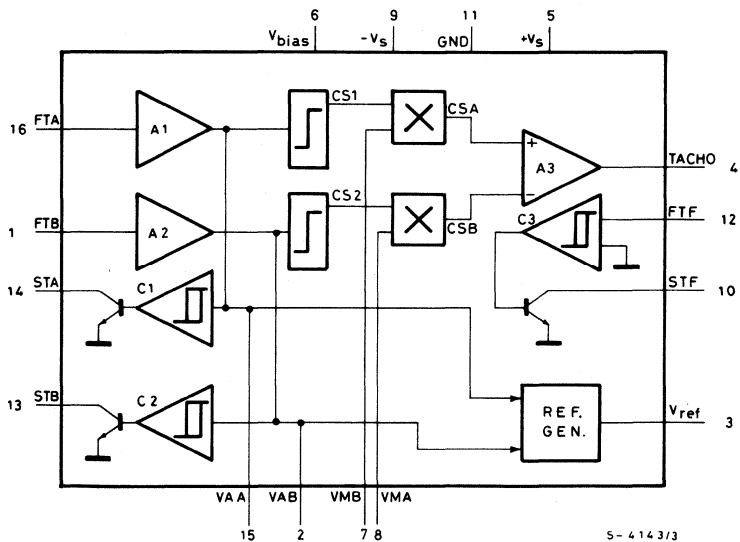 6 9 11 5
Vbias -Vs GND +Vs
CS1
CSA
16 FTA A1
+
A3
TACHO 4
CS2
-
1 FTB A2
CSB
C3
FTF 12
14 STA C1
STF 10
13 STB C2
REF. GEN.
Vref 3
VAA VAB VMB VMA
15 2 7 8
S-4143/3